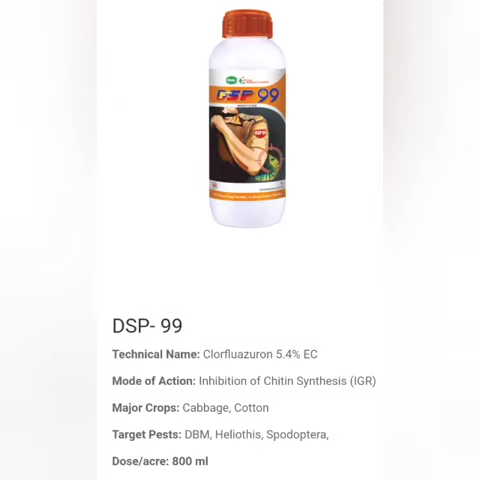 DSP 99
DSP- 99
Technical Name: Clorfluazuron 5.4% EC
Mode of Action: Inhibition of Chitin Synthesis (IGR)
Major Crops: Cabbage, Cotton
Target Pests: DBM, Heliothis, Spodoptera,
Dose/acre: 800 ml